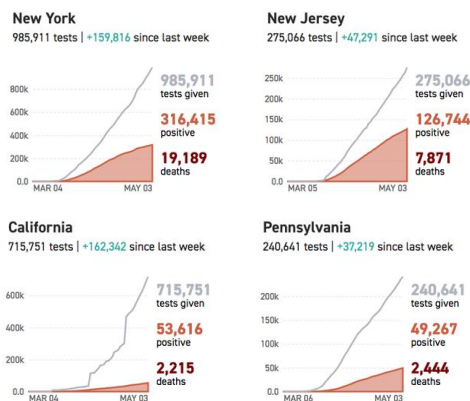 New York
985,911 tests | +159,816 since last week
800k
600k
400k
200k
0.0
MAR 04
MAY 03
985,911
tests given
316,415
positive
19,189
deaths
New Jersey
275,066 tests | +47,291 since last week
250k
200k
150k
100k
50k
0.0
MAR 05
MAY 03
275,066
tests given
126,744
positive
7,871
deaths
California
715,751 tests | +162,342 since last week
600k
400k
200k
0.0
MAR 04
MAY 03
715,751
tests given
53,616
positive
2,215
deaths
Pennsylvania
240,641 tests | +37,219 since last week
200k
150k
100k
50k
0.0
MAR 06
MAY 03
240,641
tests given
49,267
positive
2,444
deaths